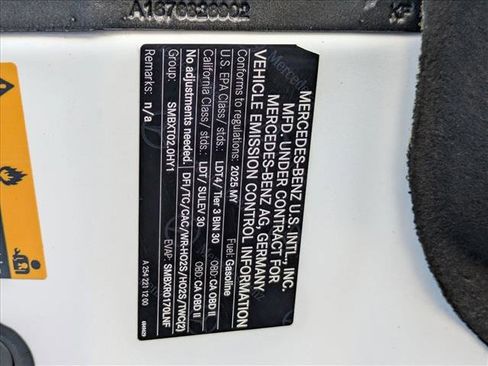 A1676826802
KF
MERCEDES-BENZ U.S. INTL., INC.
MFD. UNDER CONTRACT FOR
MERCEDES-BENZ AG, GERMANY
VEHICLE EMISSION CONTROL INFORMATION
Conforms to regulations: 2025 MY Fuel: Gasoline
U.S. EPA Class/ stds.: LDT4/ Tier 3 BIN 30 OBD: CA OBD II
California Class/ stds.: LDT/ SULEV 30 OBD: CA OBD II
No adjustments needed. DFI/TC/CAC/WR-HO2S/HO2S/TWC(2)
Group: SMBXT02.0HY1 EVAP: SMBXR0170LNF
Remarks: n/a
A 254 221 12 00